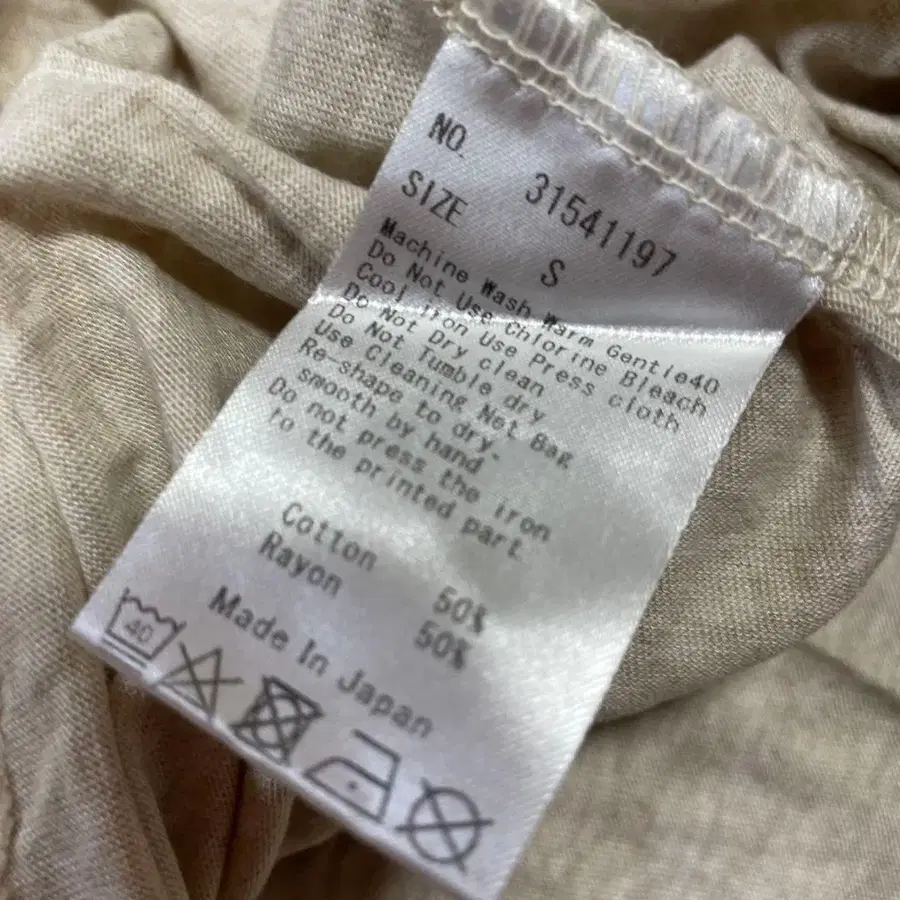 NO. 31541197
SIZE S
Machine Wash Warm Gentle40
Do Not Use Chlorine Bleach
Cool iron Use Press cloth
Do Not Dry clean
Do Not Tumble dry
Use Cleaning Net Bag
Re-shape to dry-
smooth by hand
Do not press the iron
to the printed part.
Cotton 50%
Rayon 50%
Made In Japan
40